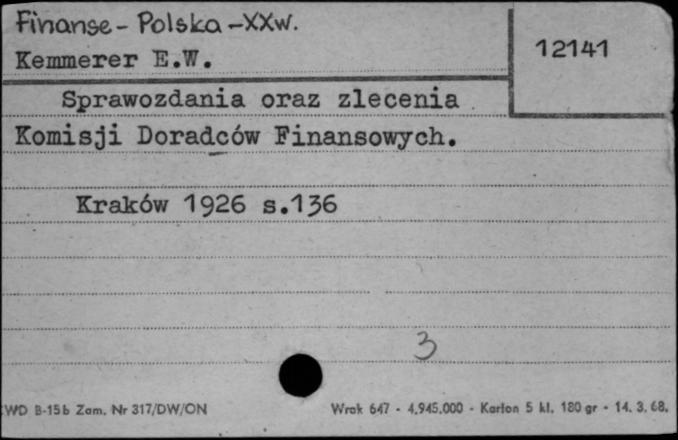 Finanse - Polska - XXw.
Kemmerer E.W.
12141
Sprawozdania oraz zlecenia
Komisji Doradców Finansowych.
Kraków 1926 s.136
3
WD B-15b Zam. Nr 317/DW/ON
Wrak 647 - 4.945.000 - Karton 5 kl. 180 gr - 14. 3. 68.